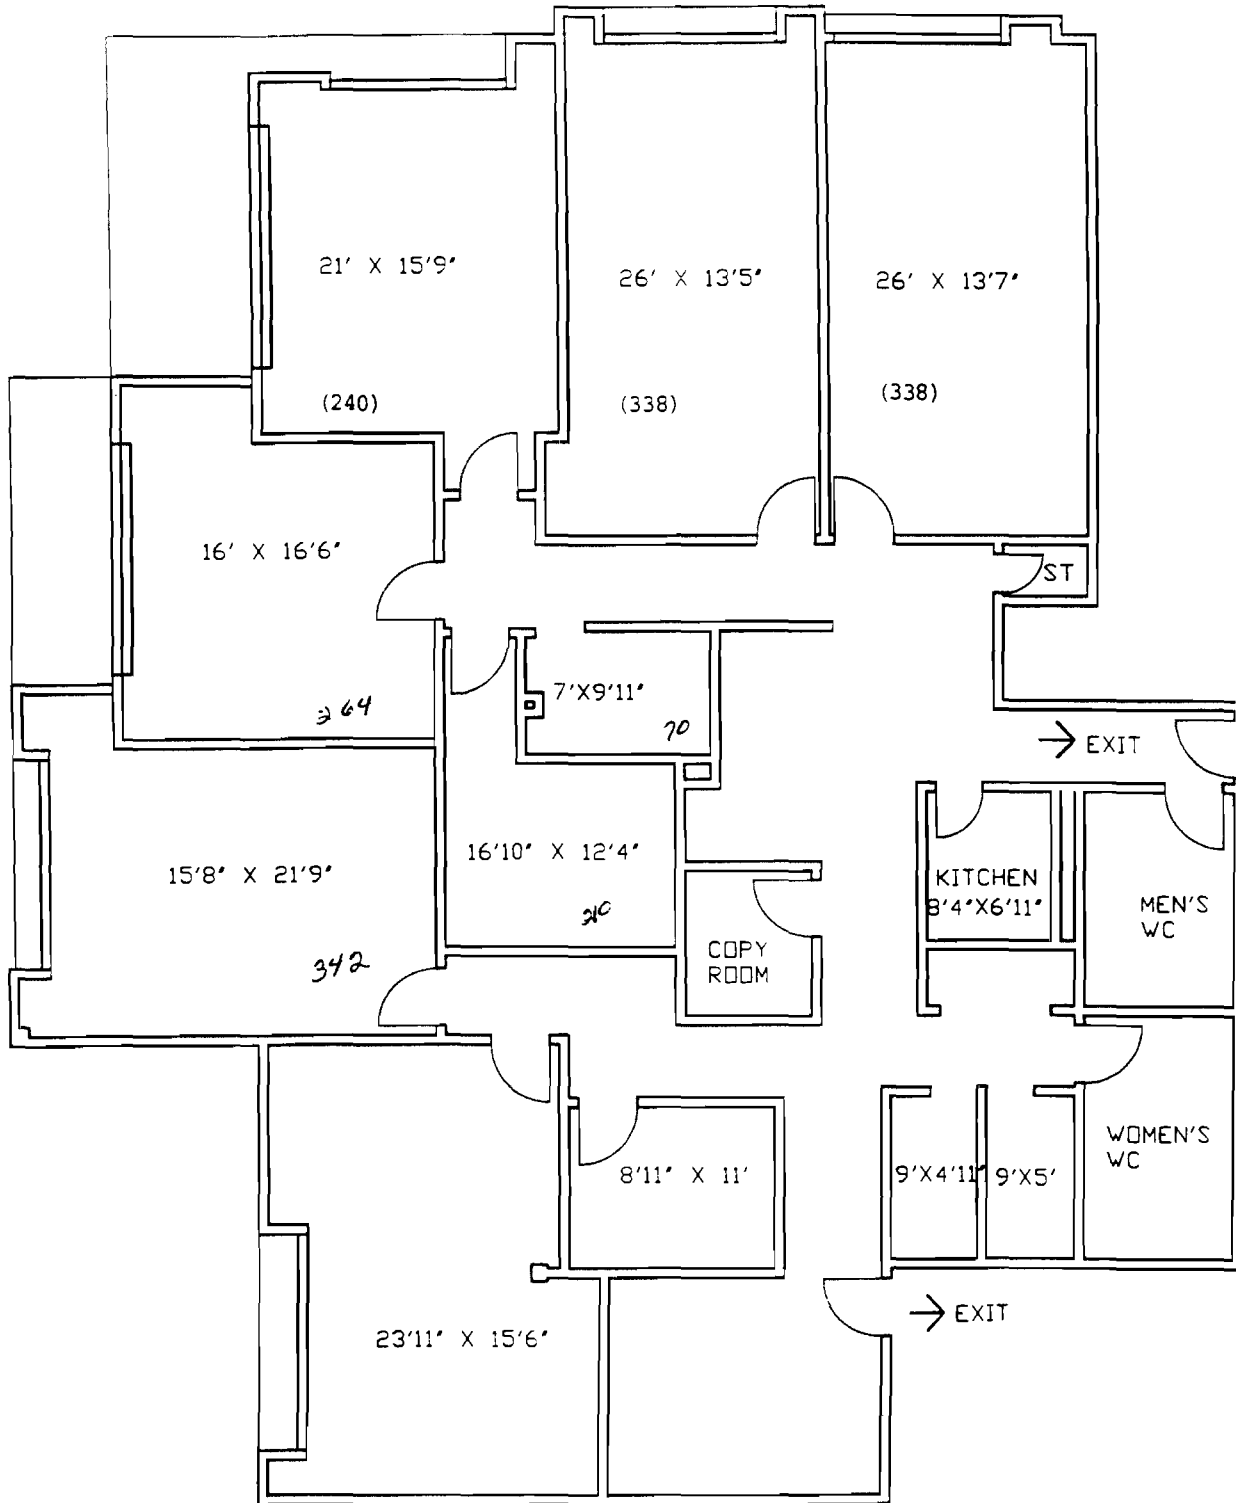 21' X 15'9"
26' X 13'5"
26' X 13'7"
(240)
(338)
(338)
16' X 16'6"
ST
264
7'X9'11"
70
EXIT
15'8" X 21'9"
16'10" X 12'4"
210
342
COPY
ROOM
KITCHEN
8'4"X6'11"
MEN'S
WC
8'11" X 11'
9'X4'11"
9'X5'
WOMEN'S
WC
23'11" X 15'6"
EXIT